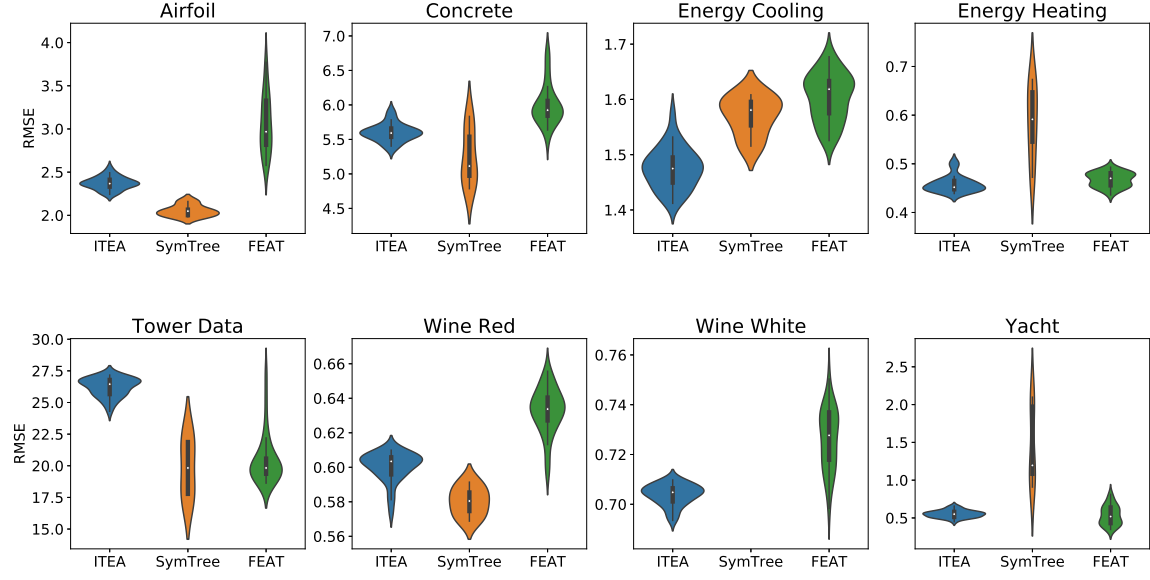 Airfoil
Concrete
Energy Cooling
Energy Heating
RMSE
4.0
3.5
3.0
2.5
2.0
ITEA SymTree FEAT
7.0
6.5
6.0
5.5
5.0
4.5
ITEA SymTree FEAT
1.7
1.6
1.5
1.4
ITEA SymTree FEAT
0.7
0.6
0.5
0.4
ITEA SymTree FEAT
Tower Data
Wine Red
Wine White
Yacht
RMSE
30.0
27.5
25.0
22.5
20.0
17.5
15.0
ITEA SymTree FEAT
0.66
0.64
0.62
0.60
0.58
0.56
ITEA SymTree FEAT
0.76
0.74
0.72
0.70
ITEA SymTree FEAT
2.5
2.0
1.5
1.0
0.5
ITEA SymTree FEAT